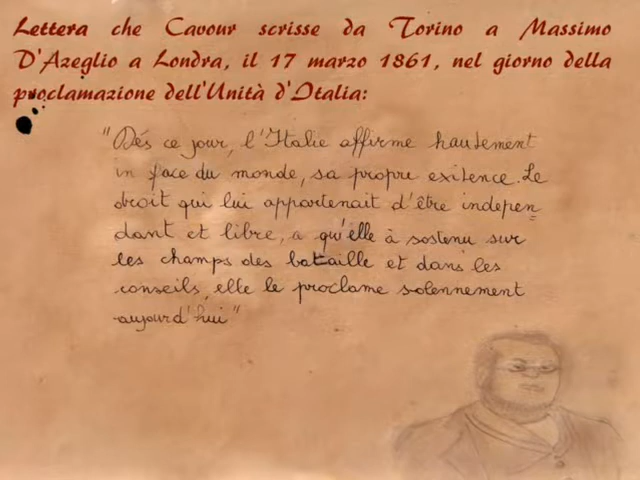 Lettera che Cavour scrisse da Torino a Massimo
D'Azeglio a Londra, il 17 marzo 1861, nel giorno della
proclamazione dell'Unità d'Italia:
"Dés ce jour, l'Italie affirme hautement
in face du monde, sa propre exitence. Le
droit qui lui appartenait d'être indepen=
dant et libre, a qu'elle à sostenu sur
les champs des bataille et dans les
conseils, elle le proclame solennement
aujourd'hui"